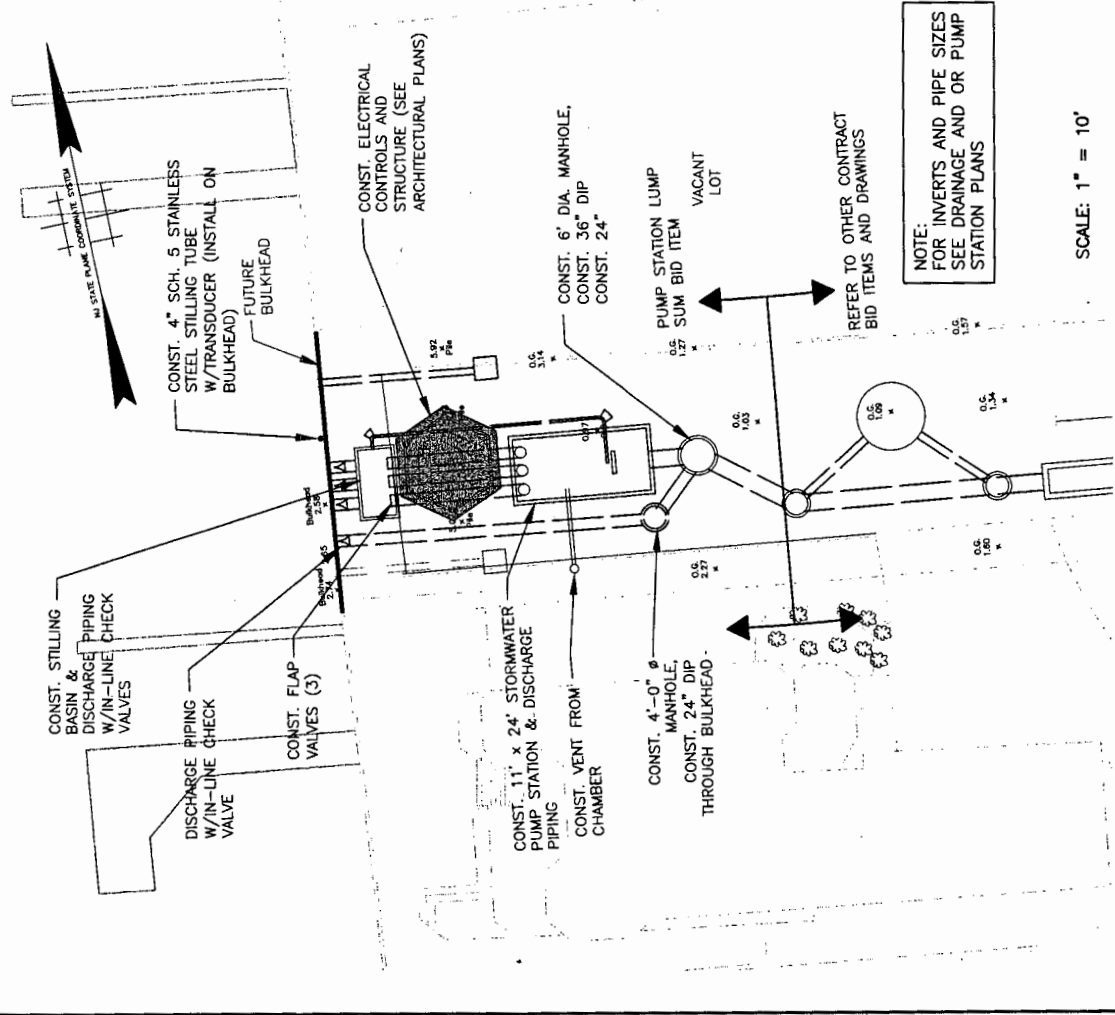 NJ STATE PLANE COORDINATE SYSTEM
CONST. 4" SCH. 5 STAINLESS
STEEL STILLING TUBE
W/TRANSDUCER (INSTALL ON
BULKHEAD)
FUTURE
BULKHEAD
CONST. ELECTRICAL
CONTROLS AND
STRUCTURE (SEE
ARCHITECTURAL PLANS)
CONST. STILLING
BASIN &
DISCHARGE PIPING
W/IN-LINE CHECK
VALVES
DISCHARGE PIPING
W/IN-LINE CHECK
VALVE
CONST. FLAP
VALVES (3)
Bulkhead
2.58
x
Bulkhead
2.74
x
5.92
x
Pile
O.G.
3.14
x
CONST. 11' x 24' STORMWATER
PUMP STATION & DISCHARGE
PIPING
CONST. VENT FROM
CHAMBER
CONST. 6' DIA. MANHOLE,
CONST. 36" DIP
CONST. 24"
CONST. 4'-0" ø
MANHOLE,
CONST. 24" DIP
THROUGH BULKHEAD
PUMP STATION LUMP
SUM BID ITEM
VACANT
LOT
O.G.
1.27
x
O.G.
1.03
x
O.G.
2.27
x
REFER TO OTHER CONTRACT
BID ITEMS AND DRAWINGS
O.G.
1.09
x
O.G.
1.57
x
O.G.
1.34
x
O.G.
1.60
x
NOTE:
FOR INVERTS AND PIPE SIZES
SEE DRAINAGE AND OR PUMP
STATION PLANS
SCALE: 1" = 10'